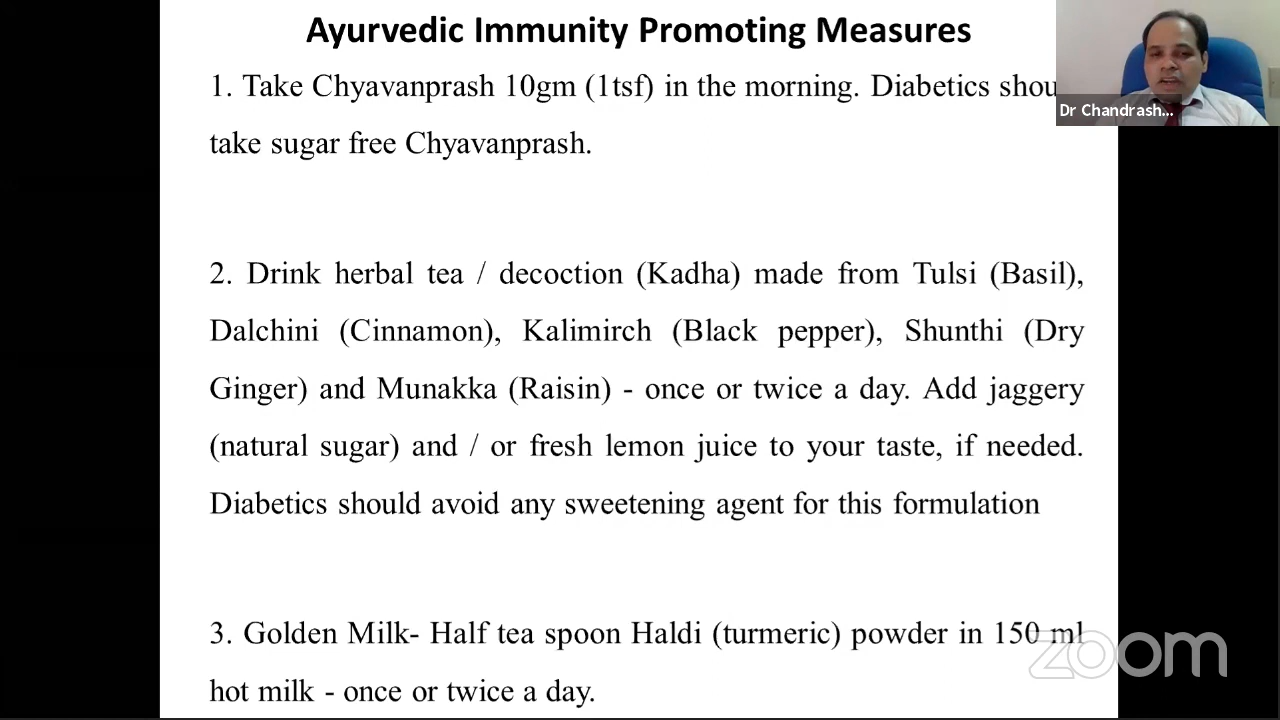 Ayurvedic Immunity Promoting Measures
1. Take Chyavanprash 10gm (1tsf) in the morning. Diabetics shou
Dr Chandrash...
take sugar free Chyavanprash.
2. Drink herbal tea / decoction (Kadha) made from Tulsi (Basil),
Dalchini (Cinnamon), Kalimirch (Black pepper), Shunthi (Dry
Ginger) and Munakka (Raisin) - once or twice a day. Add jaggery
(natural sugar) and / or fresh lemon juice to your taste, if needed.
Diabetics should avoid any sweetening agent for this formulation
3. Golden Milk- Half tea spoon Haldi (turmeric) powder in 150 ml
hot milk - once or twice a day.
zoom